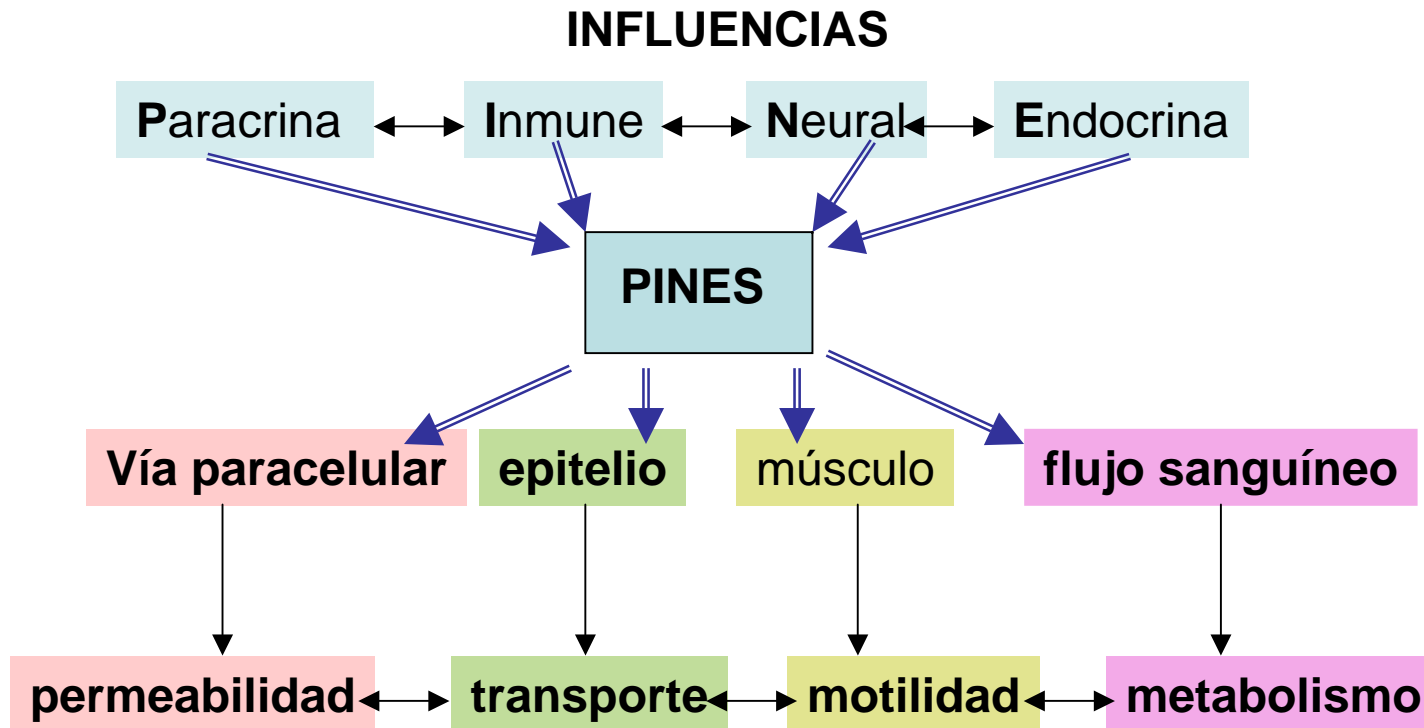 INFLUENCIAS
Paracrina Inmune Neural Endocrina
PINES
Vía paracelular epitelio músculo flujo sanguíneo
permeabilidad transporte motilidad metabolismo